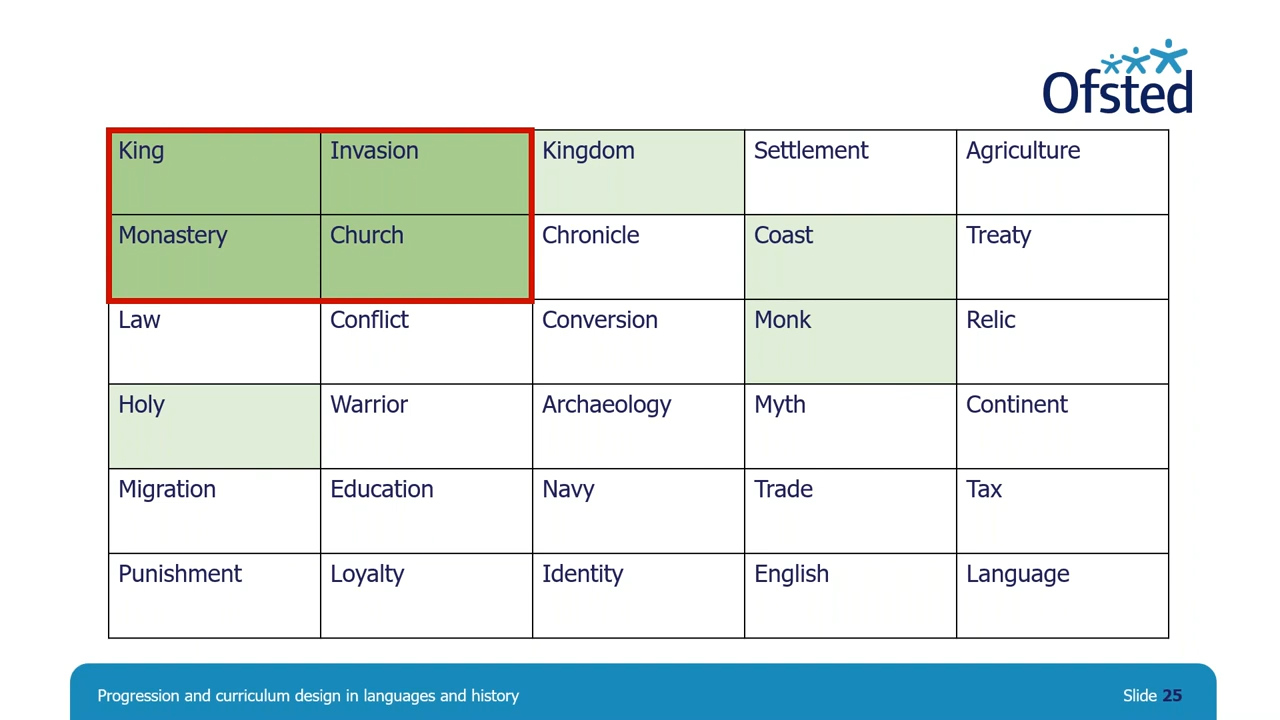 Ofsted
King Invasion Kingdom Settlement Agriculture
Monastery Church Chronicle Coast Treaty
Law Conflict Conversion Monk Relic
Holy Warrior Archaeology Myth Continent
Migration Education Navy Trade Tax
Punishment Loyalty Identity English Language
Progression and curriculum design in languages and history Slide 25